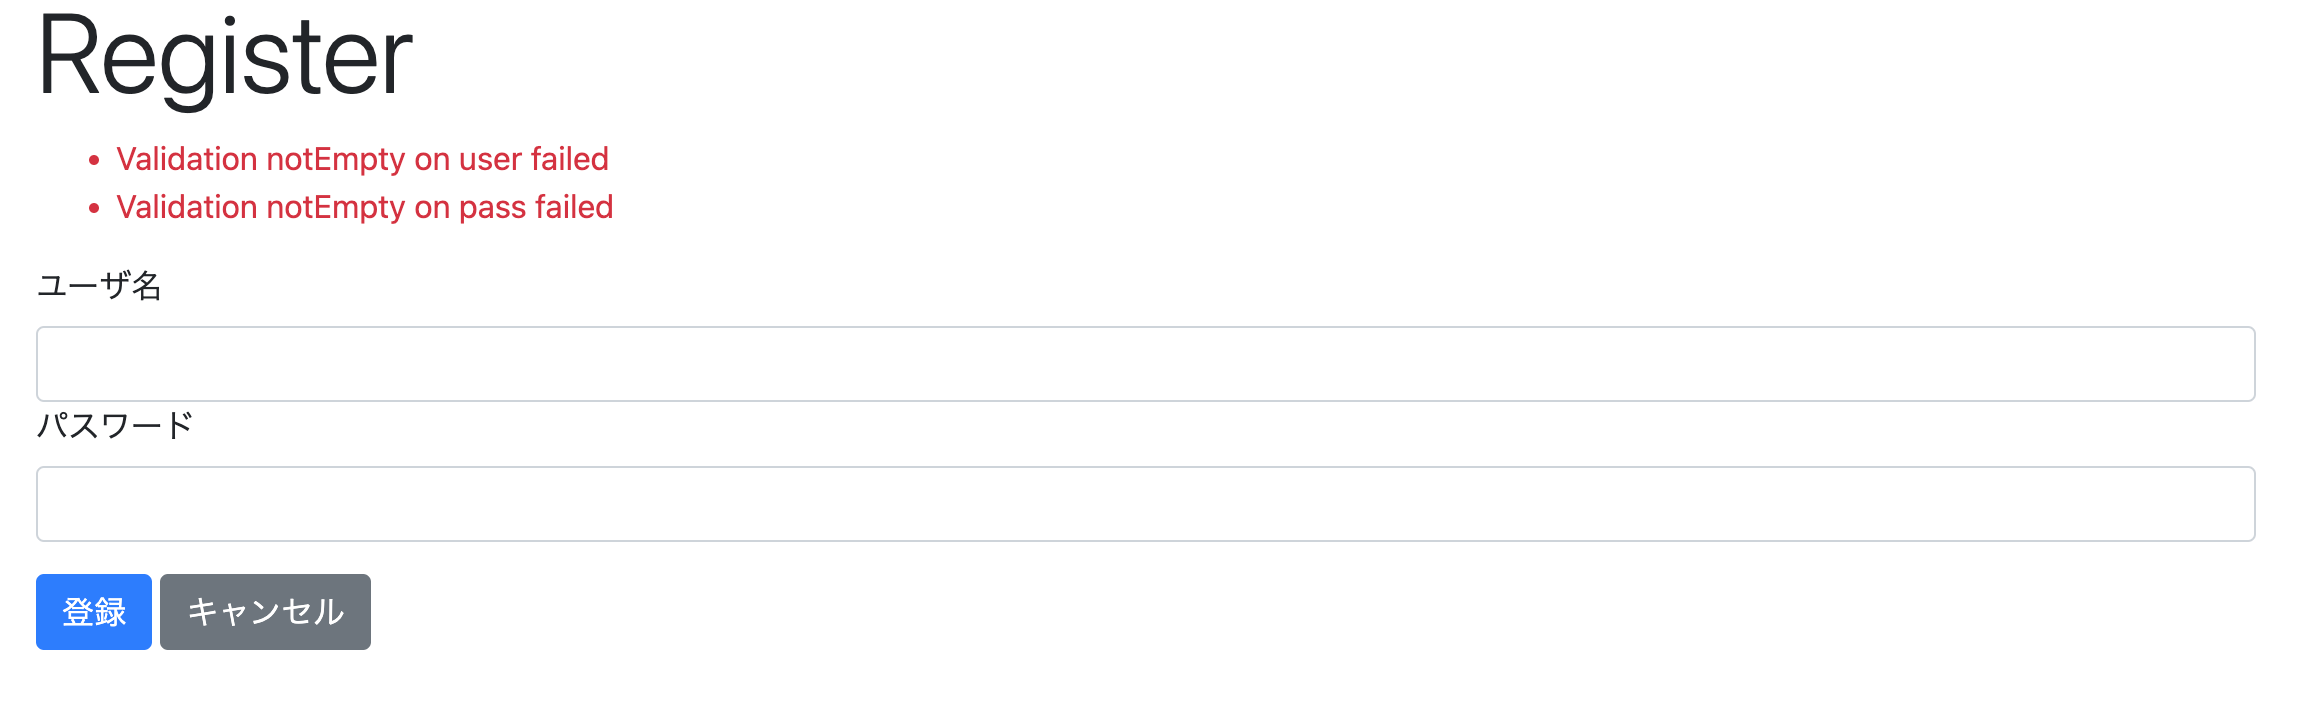 Register
Validation notEmpty on user failed
Validation notEmpty on pass failed
ユーザ名
パスワード
登録 キャンセル